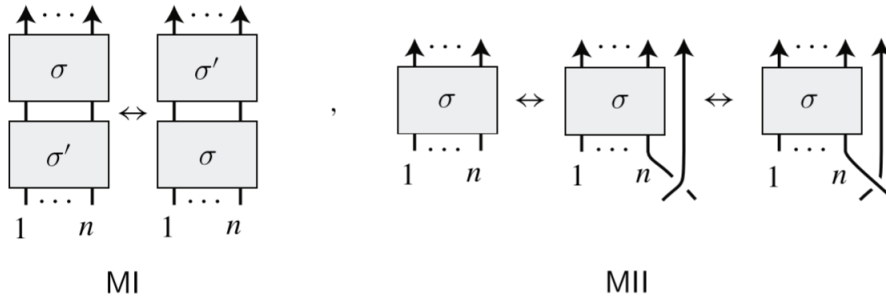 σ σ′ σ σ σ
↔ , ↔ ↔
σ′ σ
1 ··· n 1 ··· n 1 ··· n 1 ··· n 1 ··· n
MI MII